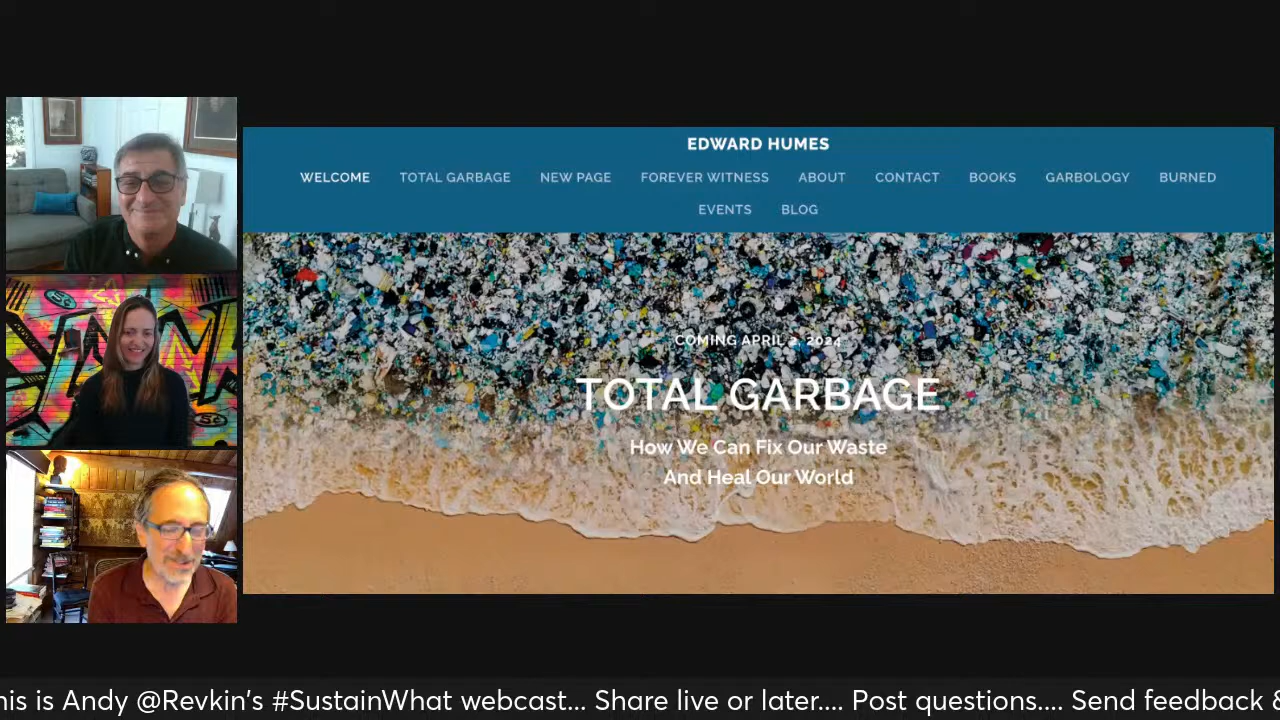 EDWARD HUMES
WELCOME TOTAL GARBAGE NEW PAGE FOREVER WITNESS ABOUT CONTACT BOOKS GARBOLOGY BURNED
EVENTS BLOG
COMING APRIL 2, 2024
TOTAL GARBAGE
How We Can Fix Our Waste
And Heal Our World
his is Andy @Revkin's #SustainWhat webcast... Share live or later.... Post questions.... Send feedback &